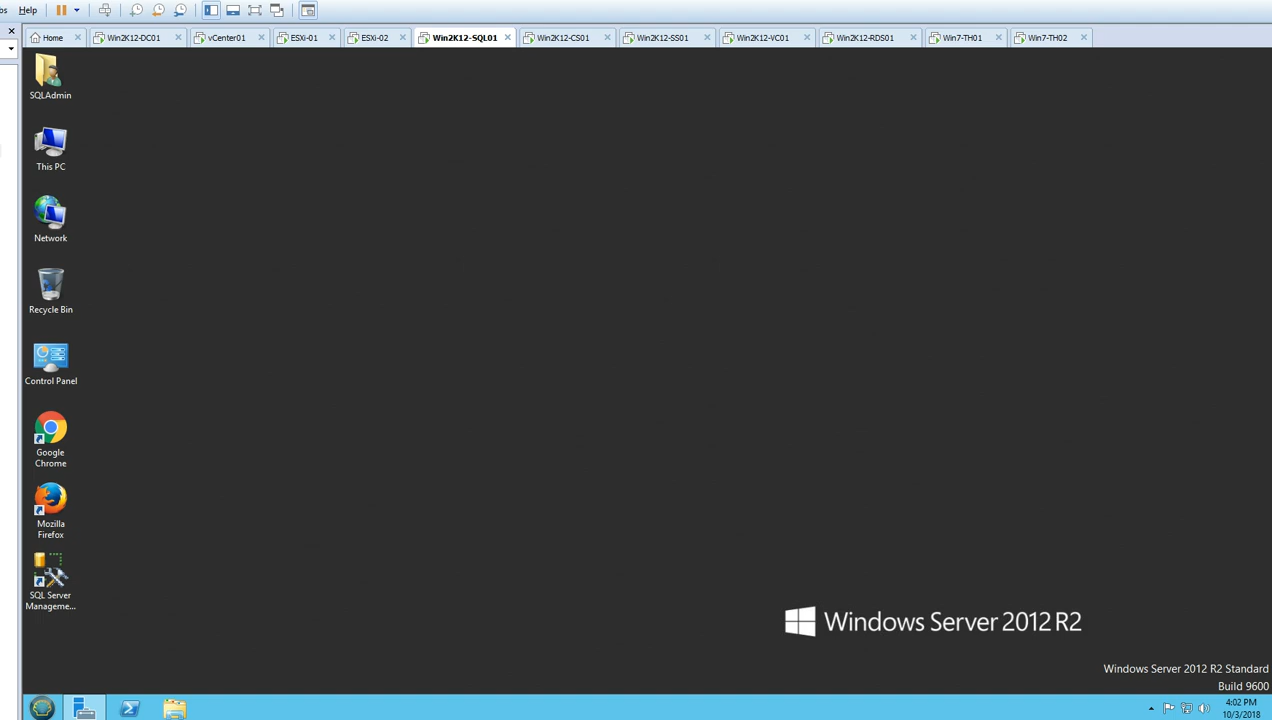 bs Help
Home Win2K12-DC01 vCenter01 ESXi-01 ESXi-02 Win2K12-SQL01 Win2K12-CS01 Win2K12-SS01 Win2K12-VC01 Win2K12-RDS01 Win7-TH01 Win7-TH02
SQLAdmin
This PC
Network
Recycle Bin
Control Panel
Google
Chrome
Mozilla
Firefox
SQL Server
Manageme...
Windows Server 2012 R2
Windows Server 2012 R2 Standard
Build 9600
4:02 PM
10/3/2018